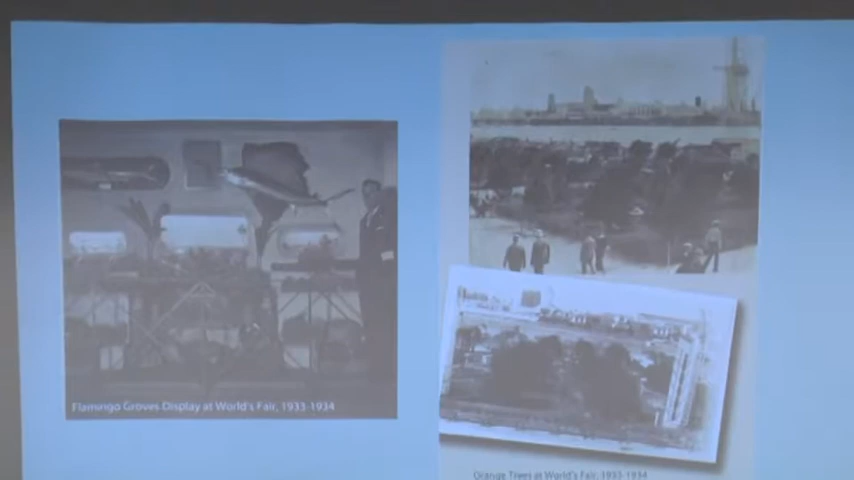 Flamingo Groves Display at World's Fair, 1933-1934
Orange Trees at World's Fair, 1933-1934